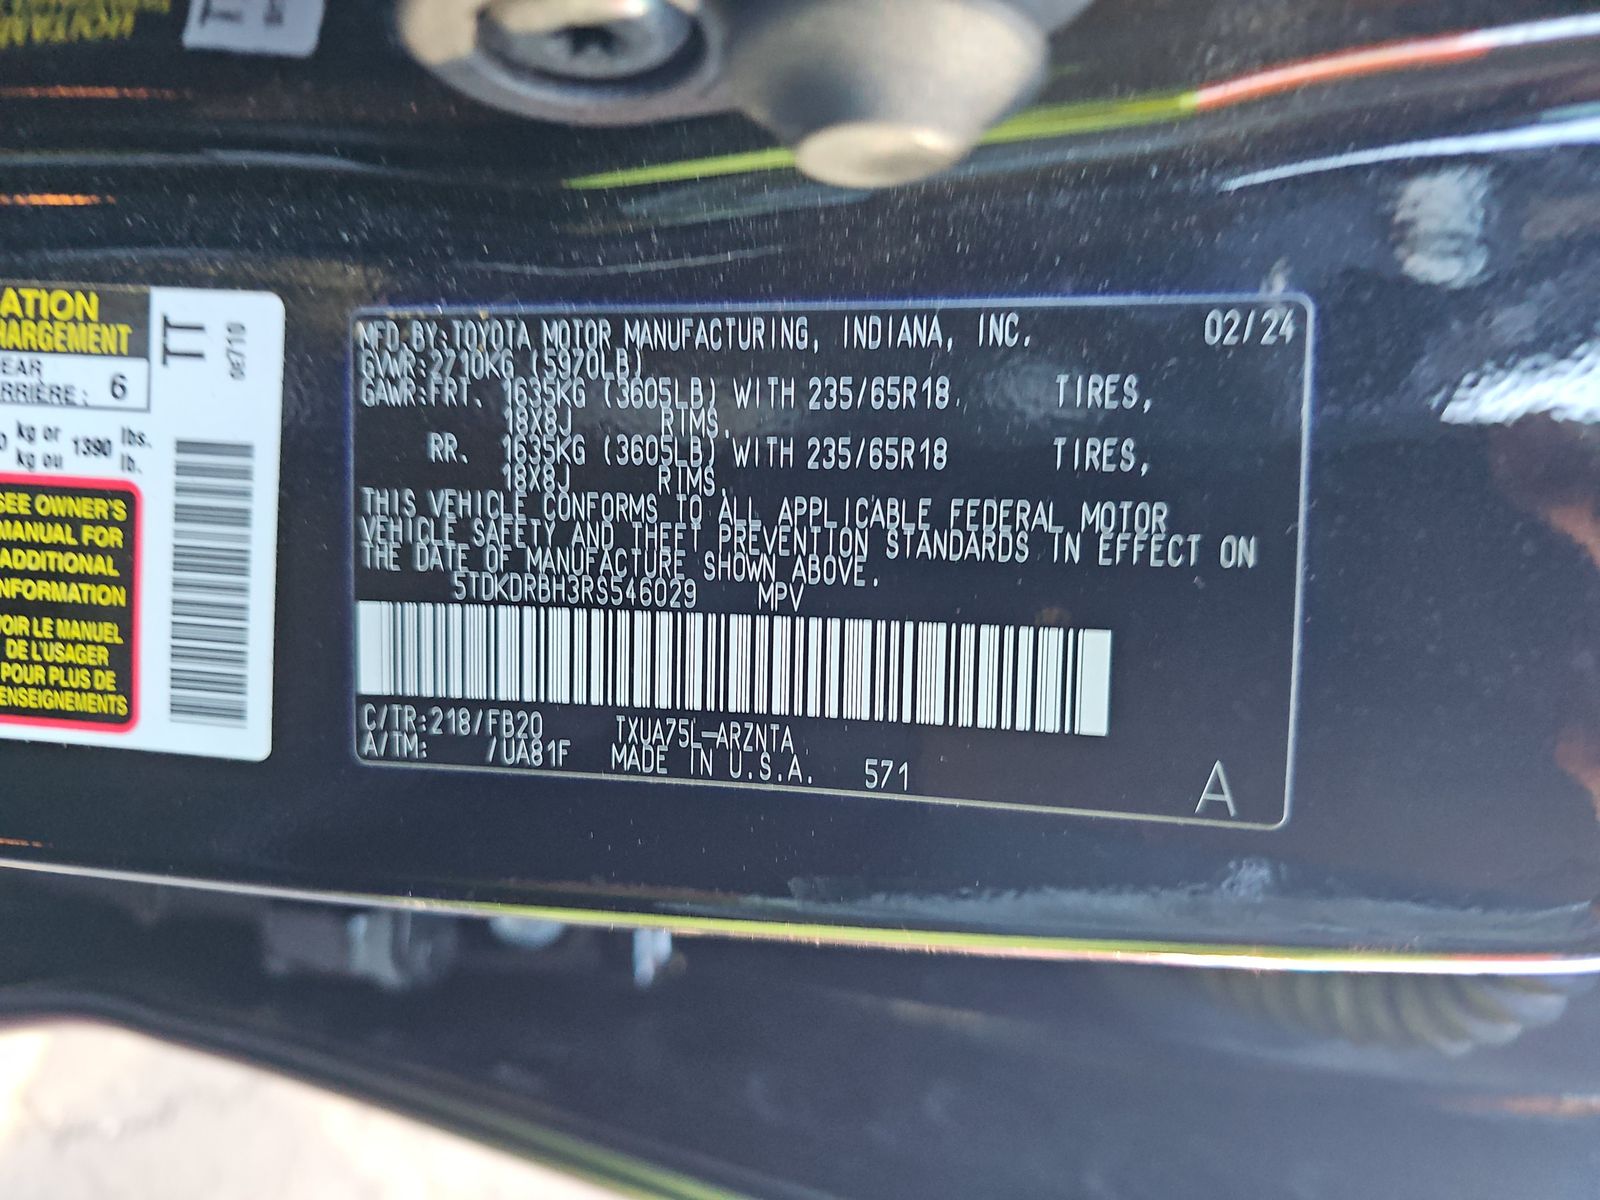 ATION
HARGEMENT
EAR
RRIÈRE: 6
kg or 1390 lbs.
kg ou lb.
SEE OWNER'S
MANUAL FOR
ADDITIONAL
INFORMATION
VOIR LE MANUEL
DE L'USAGER
POUR PLUS DE
ENSEIGNEMENTS
TT
MFD.BY:TOYOTA MOTOR MANUFACTURING, INDIANA, INC. 02/24
GVWR:2710KG (5970LB)
GAWR:FRT. 1635KG (3605LB) WITH 235/65R18 TIRES,
18X8J RIMS.
RR. 1635KG (3605LB) WITH 235/65R18 TIRES,
18X8J RIMS.
THIS VEHICLE CONFORMS TO ALL APPLICABLE FEDERAL MOTOR
VEHICLE SAFETY AND THEFT PREVENTION STANDARDS IN EFFECT ON
THE DATE OF MANUFACTURE SHOWN ABOVE.
5TDKDRBH3RS546029 MPV
C/TR:218/FB20 TXUA75L-ARZNTA
A/TM: /UA81F MADE IN U.S.A. 571
A